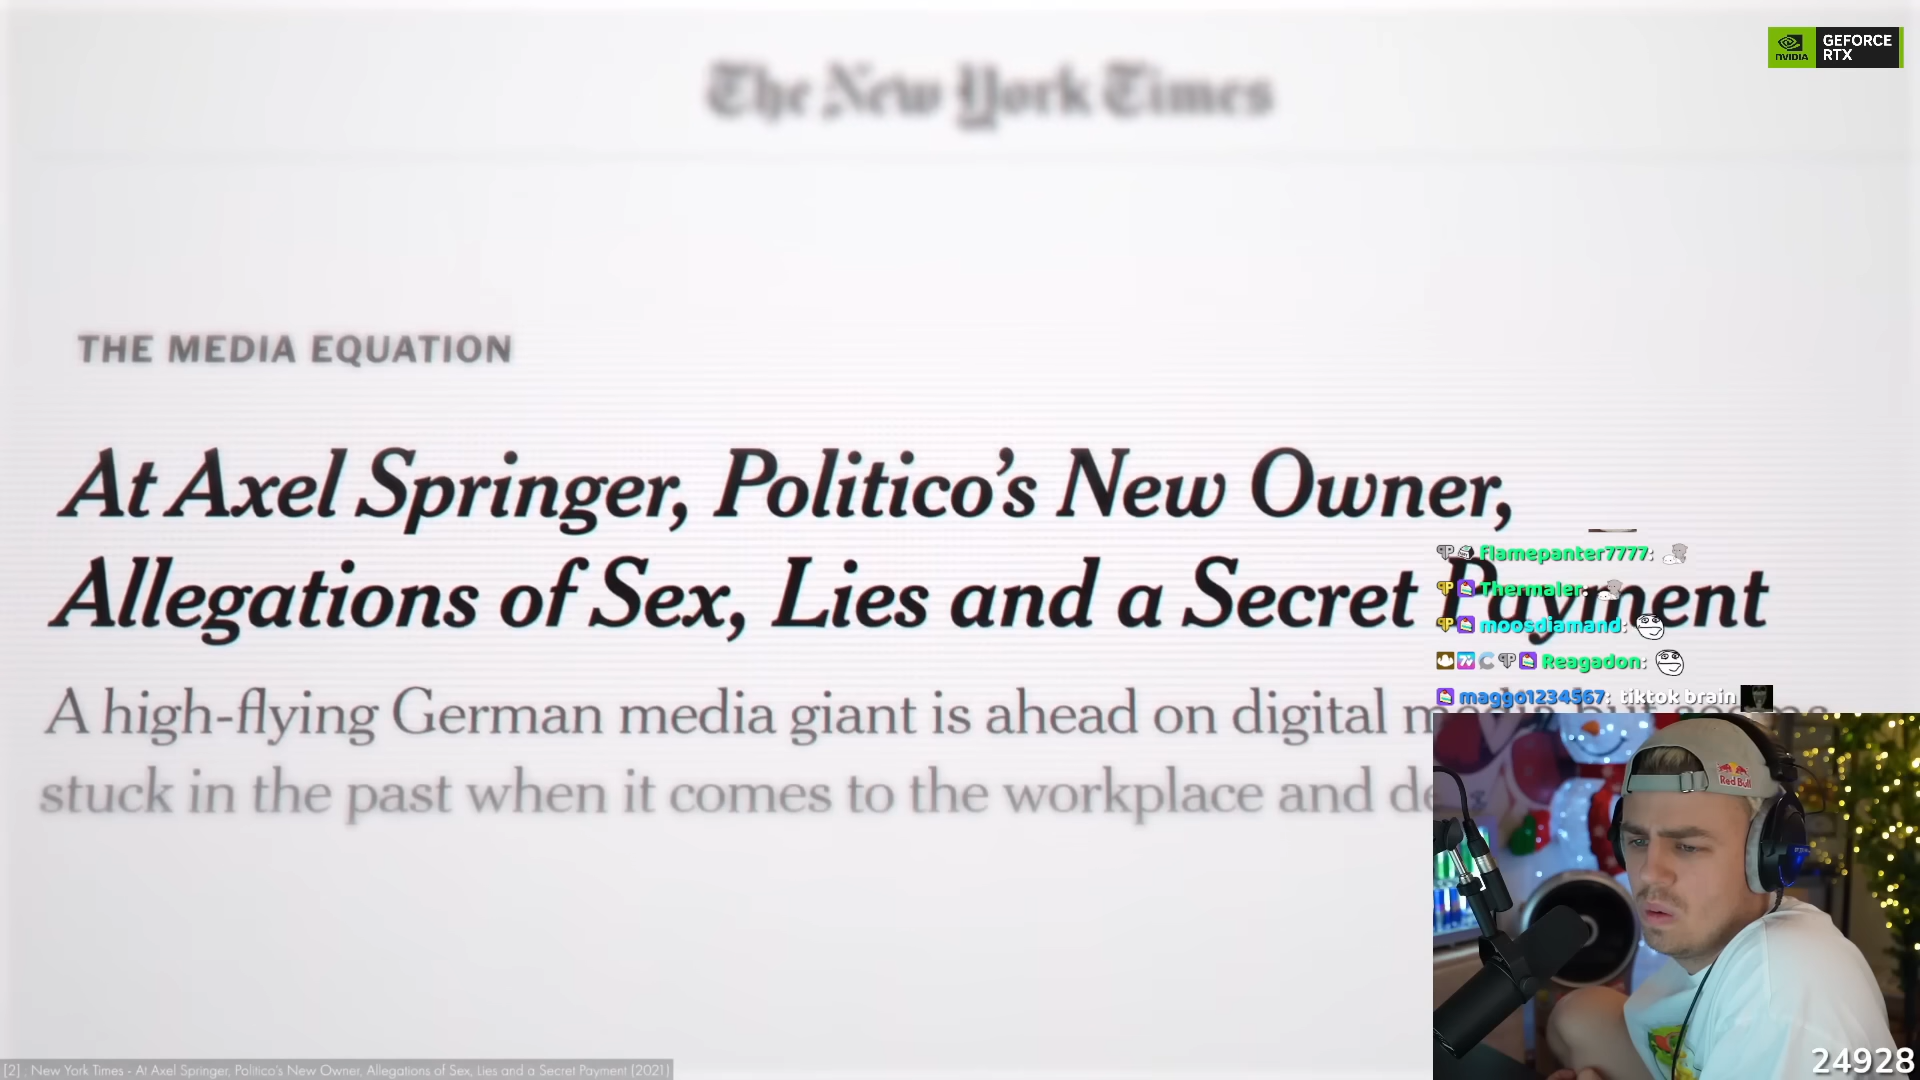 The New York Times
NVIDIA
GEFORCE
RTX
THE MEDIA EQUATION
At Axel Springer, Politico's New Owner,
Allegations of Sex, Lies and a Secret Payment
A high-flying German media giant is ahead on digital
stuck in the past when it comes to the workplace and
flamepanter7777:
Thermaler:
moosdiamand:
Reagadon:
maggo1234567: tiktok brain
Red Bull
24928
[2] . New York Times - At Axel Springer, Politico's New Owner, Allegations of Sex, Lies and a Secret Payment (2021)